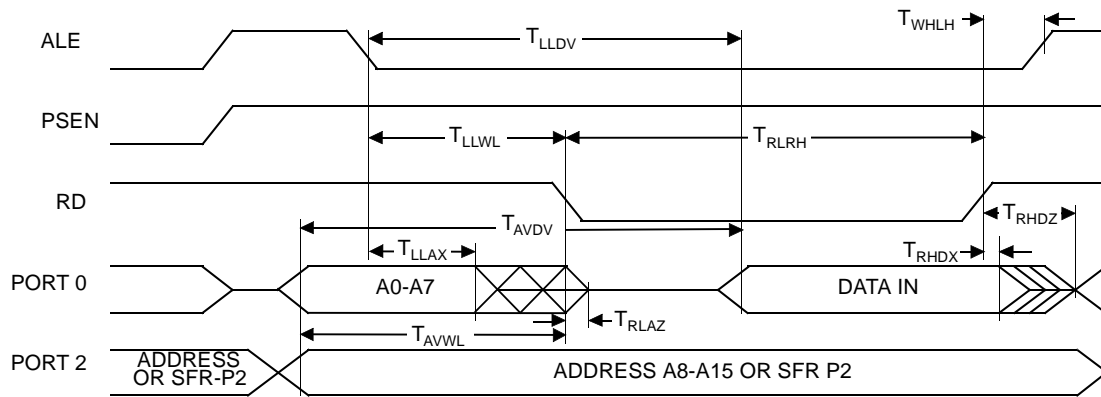 ALE
T_WHLH
T_LLDV
PSEN
T_LLWL
T_RLRH
RD
T_AVDV
T_RHDZ
T_LLAX
T_RHDX
PORT 0
A0-A7
DATA IN
T_RLAZ
T_AVWL
PORT 2
ADDRESS
OR SFR-P2
ADDRESS A8-A15 OR SFR P2